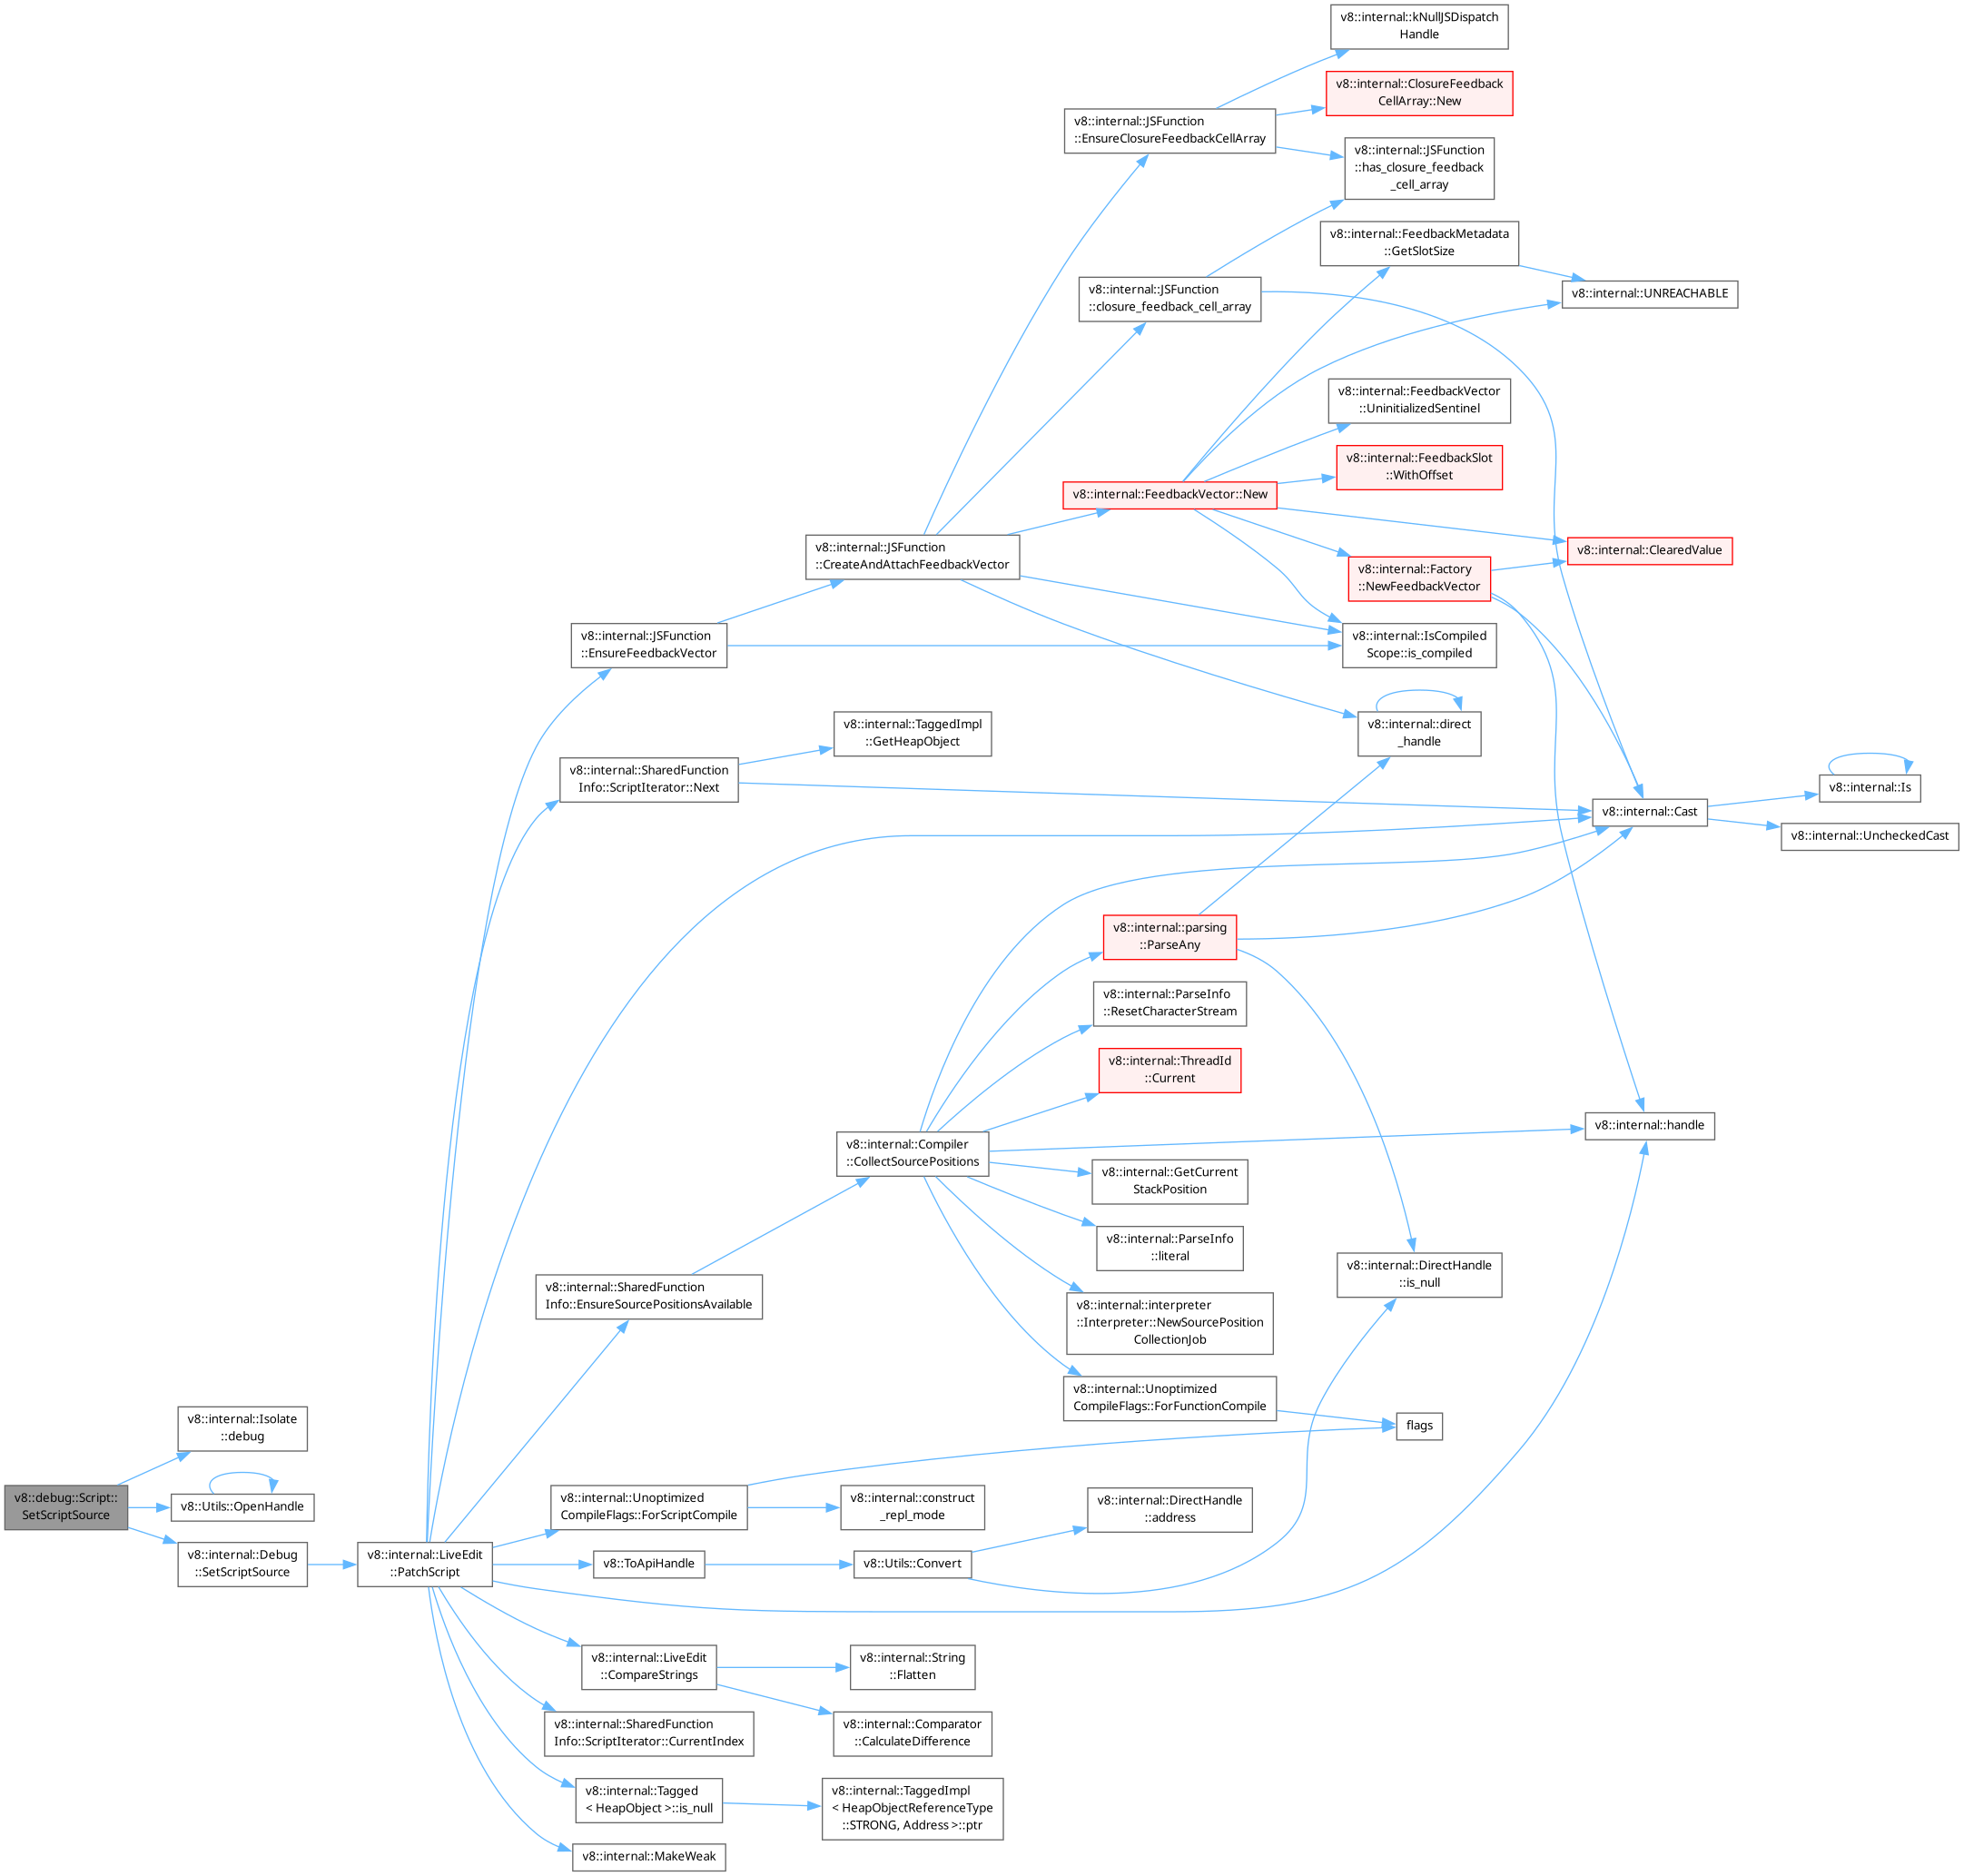 v8::internal::kNullJSDispatch
Handle
v8::internal::ClosureFeedback
CellArray::New
v8::internal::JSFunction
::EnsureClosureFeedbackCellArray
v8::internal::JSFunction
::has_closure_feedback
_cell_array
v8::internal::FeedbackMetadata
::GetSlotSize
v8::internal::JSFunction
::closure_feedback_cell_array
v8::internal::UNREACHABLE
v8::internal::FeedbackVector
::UninitializedSentinel
v8::internal::FeedbackSlot
::WithOffset
v8::internal::FeedbackVector::New
v8::internal::JSFunction
::CreateAndAttachFeedbackVector
v8::internal::ClearedValue
v8::internal::Factory
::NewFeedbackVector
v8::internal::JSFunction
::EnsureFeedbackVector
v8::internal::IsCompiled
Scope::is_compiled
v8::internal::TaggedImpl
::GetHeapObject
v8::internal::direct
_handle
v8::internal::SharedFunction
Info::ScriptIterator::Next
v8::internal::Is
v8::internal::Cast
v8::internal::UncheckedCast
v8::internal::parsing
::ParseAny
v8::internal::ParseInfo
::ResetCharacterStream
v8::internal::ThreadId
::Current
v8::internal::handle
v8::internal::Compiler
::CollectSourcePositions
v8::internal::GetCurrent
StackPosition
v8::internal::ParseInfo
::literal
v8::internal::DirectHandle
::is_null
v8::internal::SharedFunction
Info::EnsureSourcePositionsAvailable
v8::internal::interpreter
::Interpreter::NewSourcePosition
CollectionJob
v8::internal::Unoptimized
CompileFlags::ForFunctionCompile
flags
v8::internal::Isolate
::debug
v8::debug::Script::
SetScriptSource
v8::Utils::OpenHandle
v8::internal::Unoptimized
CompileFlags::ForScriptCompile
v8::internal::construct
_repl_mode
v8::internal::DirectHandle
::address
v8::internal::Debug
::SetScriptSource
v8::internal::LiveEdit
::PatchScript
v8::ToApiHandle
v8::Utils::Convert
v8::internal::LiveEdit
::CompareStrings
v8::internal::String
::Flatten
v8::internal::SharedFunction
Info::ScriptIterator::CurrentIndex
v8::internal::Comparator
::CalculateDifference
v8::internal::Tagged
< HeapObject >::is_null
v8::internal::TaggedImpl
< HeapObjectReferenceType
::STRONG, Address >::ptr
v8::internal::MakeWeak